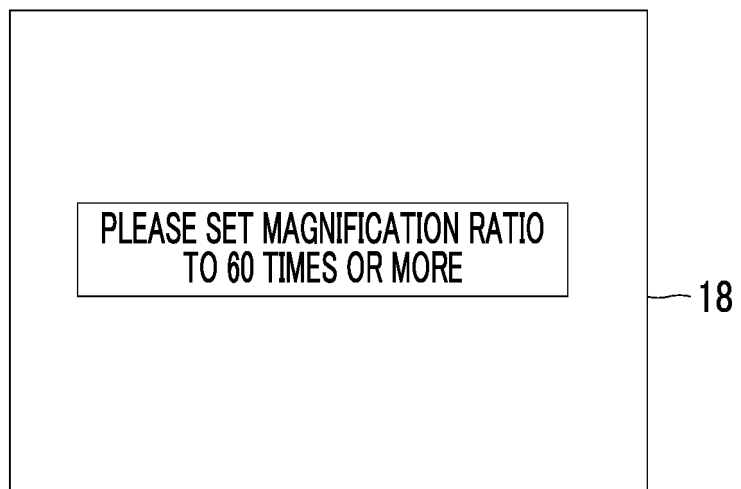 PLEASE SET MAGNIFICATION RATIO
TO 60 TIMES OR MORE
18